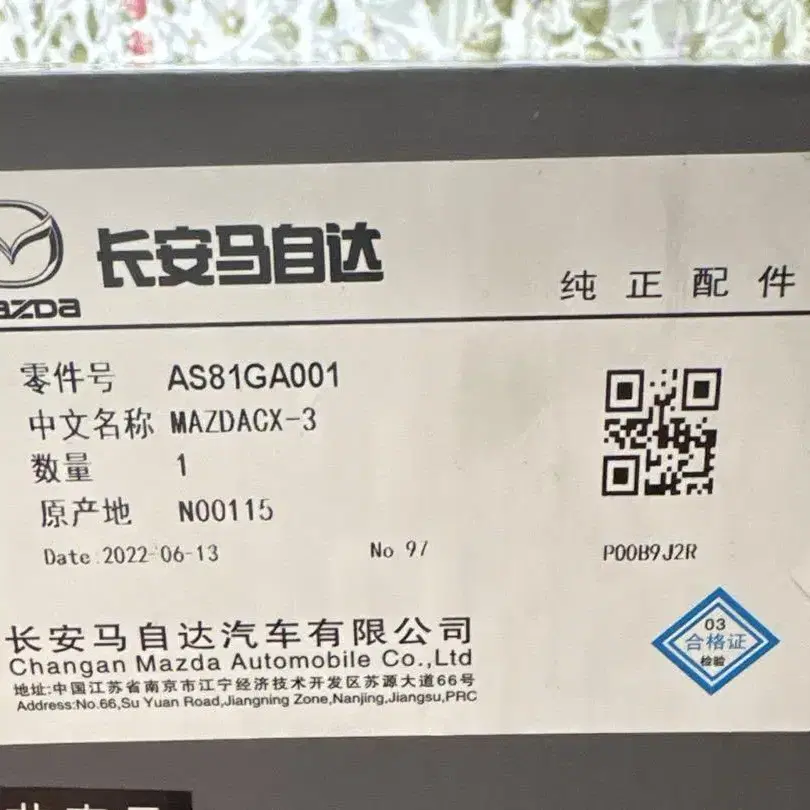 长安马自达
mazda
纯正配件
零件号 AS81GA001
中文名称 MAZDACX-3
数量 1
原产地 N00115
Date 2022-06-13 No 97 P00B9J2R
03
合格证
检验
长安马自达汽车有限公司
Changan Mazda Automobile Co.,Ltd
地址:中国江苏省南京市江宁经济技术开发区苏源大道66号
Address:No.66,Su Yuan Road,Jiangning Zone,Nanjing,Jiangsu,PRC